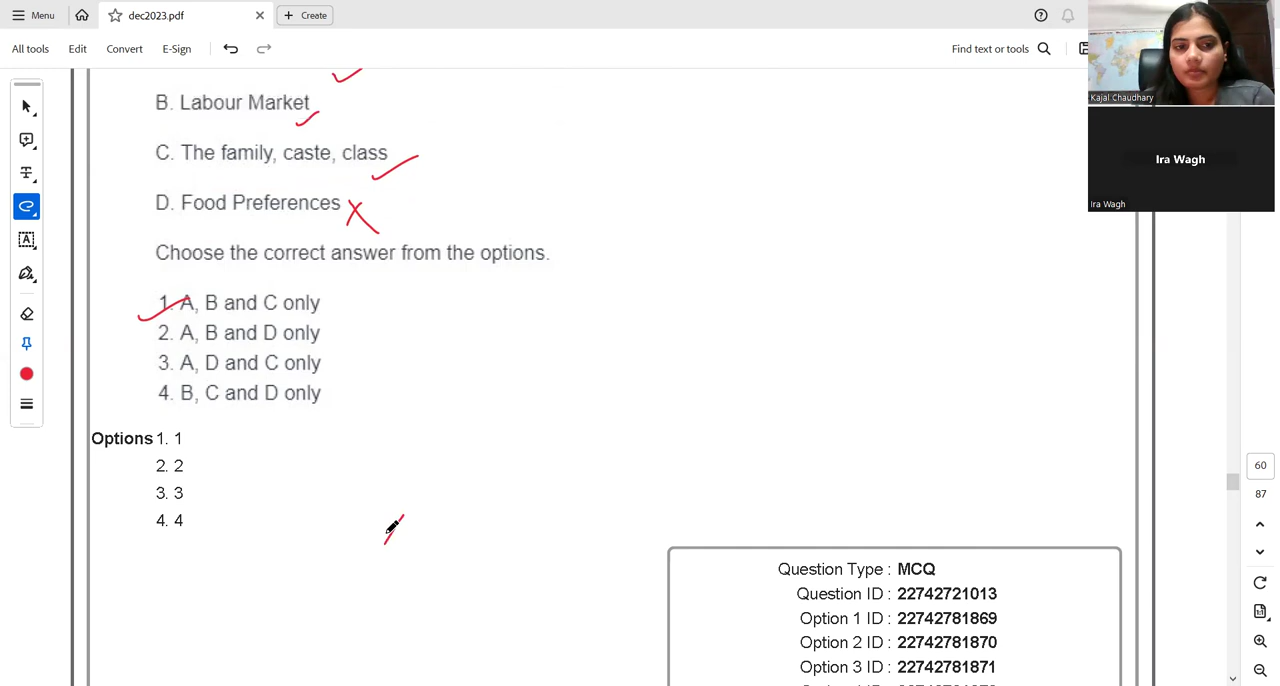 Menu
dec2023.pdf
Create
All tools
Edit
Convert
E-Sign
Find text or tools
Kajal Chaudhary
Ira Wagh
Ira Wagh
B. Labour Market
C. The family, caste, class
D. Food Preferences
Choose the correct answer from the options.
1. A, B and C only
2. A, B and D only
3. A, D and C only
4. B, C and D only
Options 1. 1
2. 2
3. 3
4. 4
60
87
Question Type : MCQ
Question ID : 22742721013
Option 1 ID : 22742781869
Option 2 ID : 22742781870
Option 3 ID : 22742781871